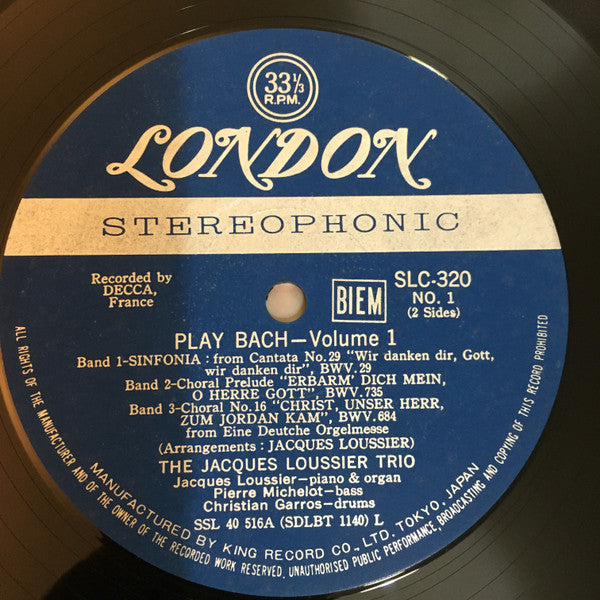 33⅓
R.P.M.
LONDON
STEREOPHONIC
Recorded by
DECCA,
France
BIEM
SLC-320
NO. 1
(2 Sides)
PLAY BACH—Volume 1
Band 1-SINFONIA : from Cantata No. 29 "Wir danken dir, Gott,
wir danken dir", BWV. 29
Band 2-Choral Prelude "ERBARM' DICH MEIN,
O HERRE GOTT", BWV. 735
Band 3-Choral No. 16 "CHRIST, UNSER HERR,
ZUM JORDAN KAM", BWV. 684
from Eine Deutche Orgelmesse
(Arrangements : JACQUES LOUSSIER)
THE JACQUES LOUSSIER TRIO
Jacques Loussier—piano & organ
Pierre Michelot—bass
Christian Garros—drums
SSL 40 516A (SDLBT 1140) L
MANUFACTURED BY KING RECORD CO., LTD. TOKYO, JAPAN
ALL RIGHTS OF THE MANUFACTURER AND OF THE OWNER OF THE RECORDED WORK RESERVED. UNAUTHORISED PUBLIC PERFORMANCE, BROADCASTING AND COPYING OF THIS RECORD PROHIBITED